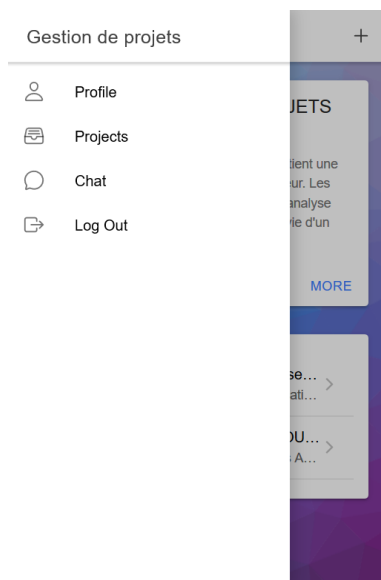 Gestion de projets
+
Profile
Projects
Chat
Log Out
JETS
tient une
eur. Les
analyse
vie d'un
MORE
se…
ati…
OU…
s A…